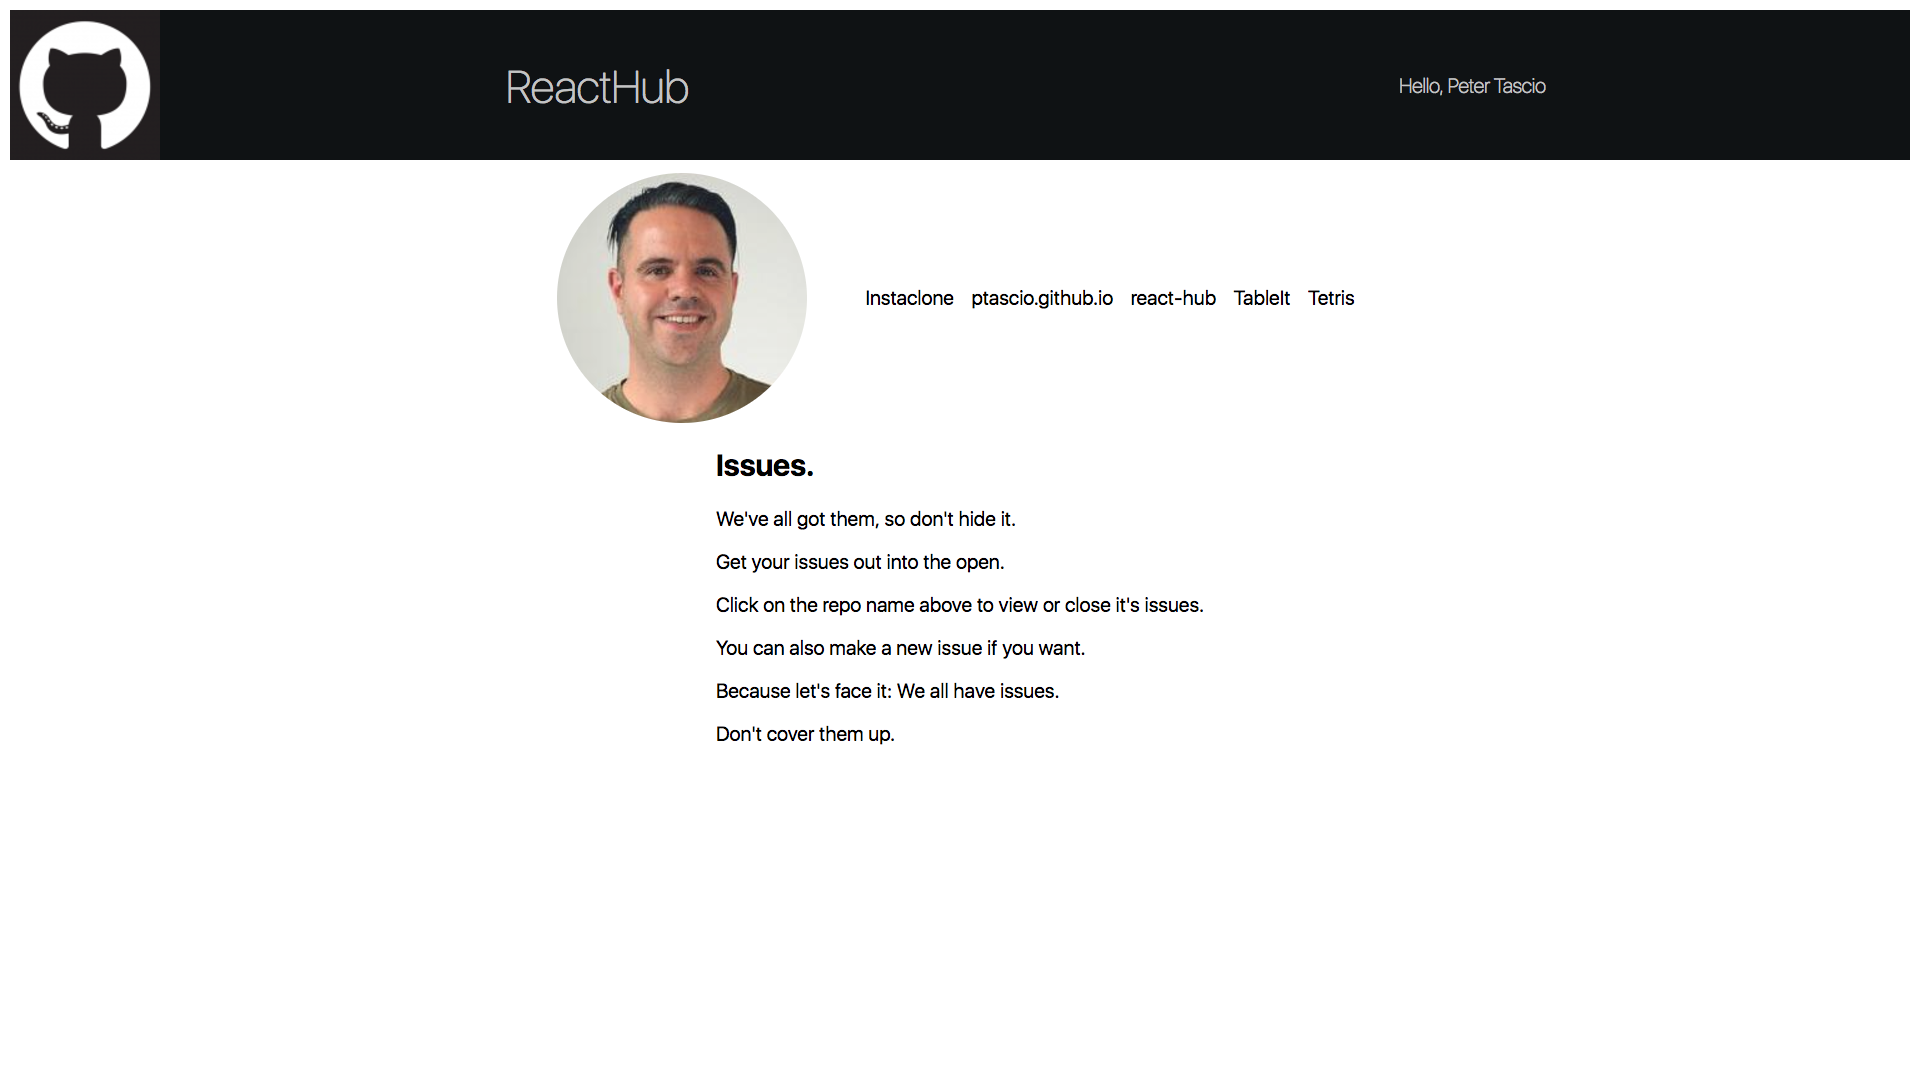 ReactHub
Hello, Peter Tascio
Instaclone ptascio.github.io react-hub TableIt Tetris
Issues.
We've all got them, so don't hide it.
Get your issues out into the open.
Click on the repo name above to view or close it's issues.
You can also make a new issue if you want.
Because let's face it: We all have issues.
Don't cover them up.